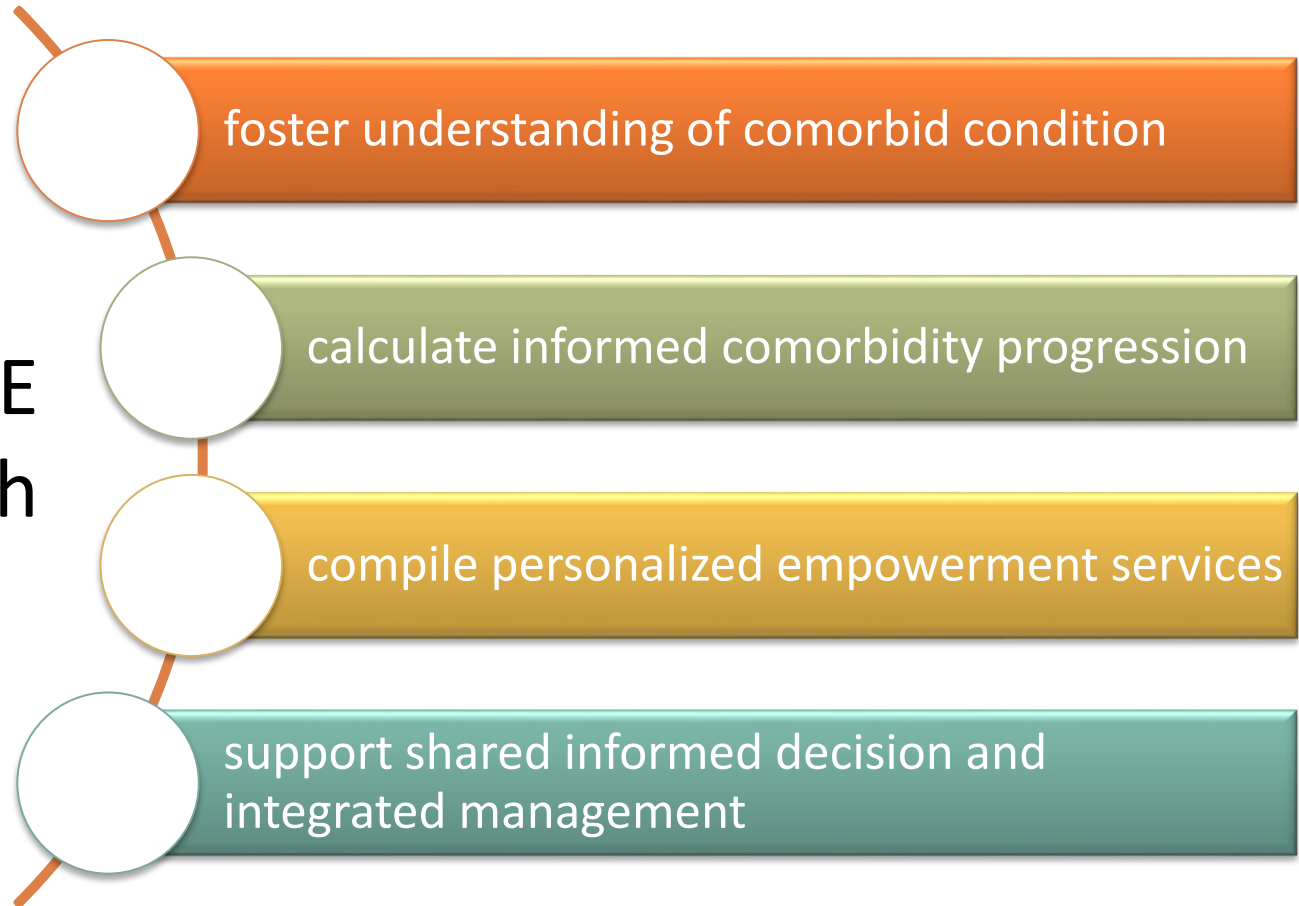 foster understanding of comorbid condition
calculate informed comorbidity progression
E
h
compile personalized empowerment services
support shared informed decision and
integrated management